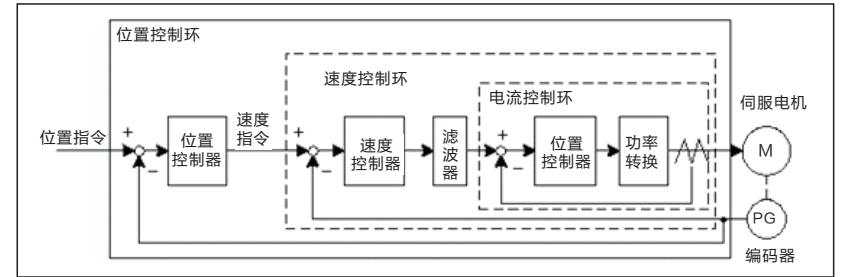 位置控制环
速度控制环
电流控制环
伺服电机
位置指令
+
−
位置
控制器
速度
指令
+
−
速度
控制器
滤
波
器
+
−
位置
控制器
功率
转换
M
PG
编码器